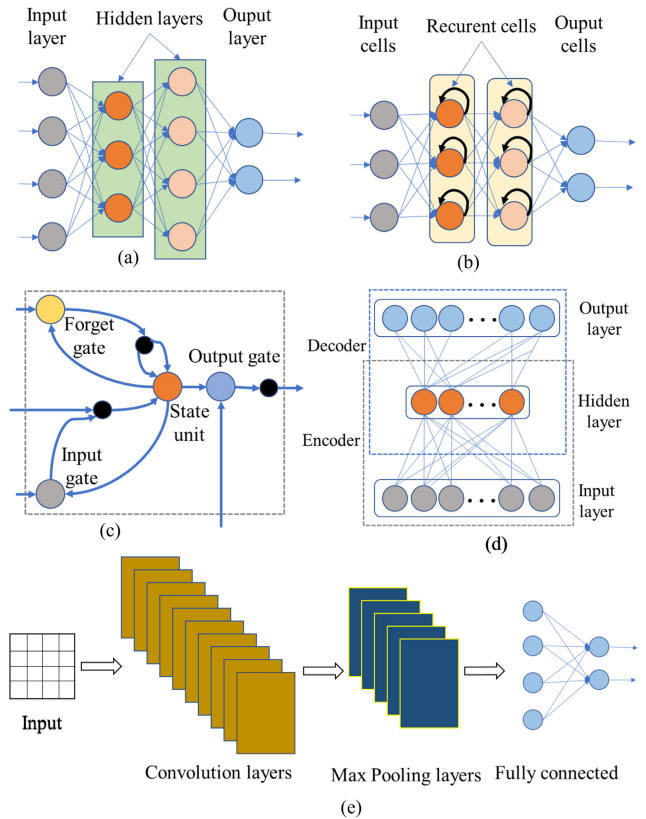 Input
layer
Hidden layers
Ouput
layer
(a)
Input
cells
Recurent cells
Ouput
cells
(b)
Forget
gate
Output gate
State
unit
Input
gate
(c)
Output
layer
Decoder
Hidden
layer
Encoder
Input
layer
(d)
Input
Convolution layers
Max Pooling layers
Fully connected
(e)